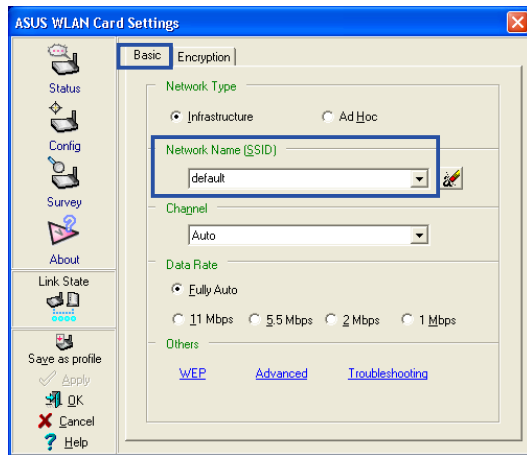 ASUS WLAN Card Settings
Status
Config
Survey
About
Link State
Save as profile
Apply
OK
Cancel
Help
Basic Encryption
Network Type
Infrastructure Ad Hoc
Network Name (SSID)
default
Channel
Auto
Data Rate
Fully Auto
11 Mbps 5.5 Mbps 2 Mbps 1 Mbps
Others
WEP Advanced Troubleshooting